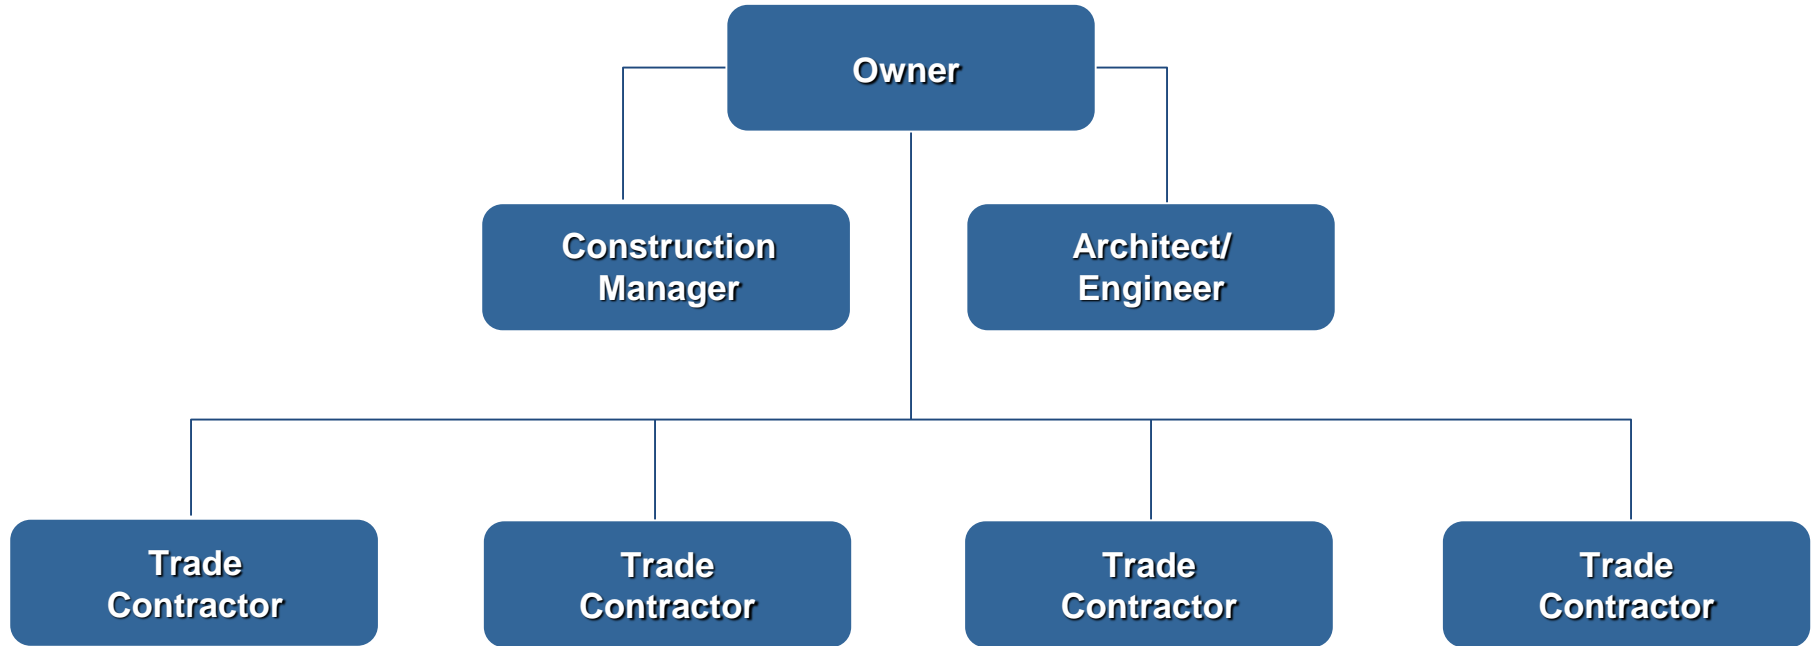 Owner
Construction
Manager
Architect/
Engineer
Trade
Contractor
Trade
Contractor
Trade
Contractor
Trade
Contractor